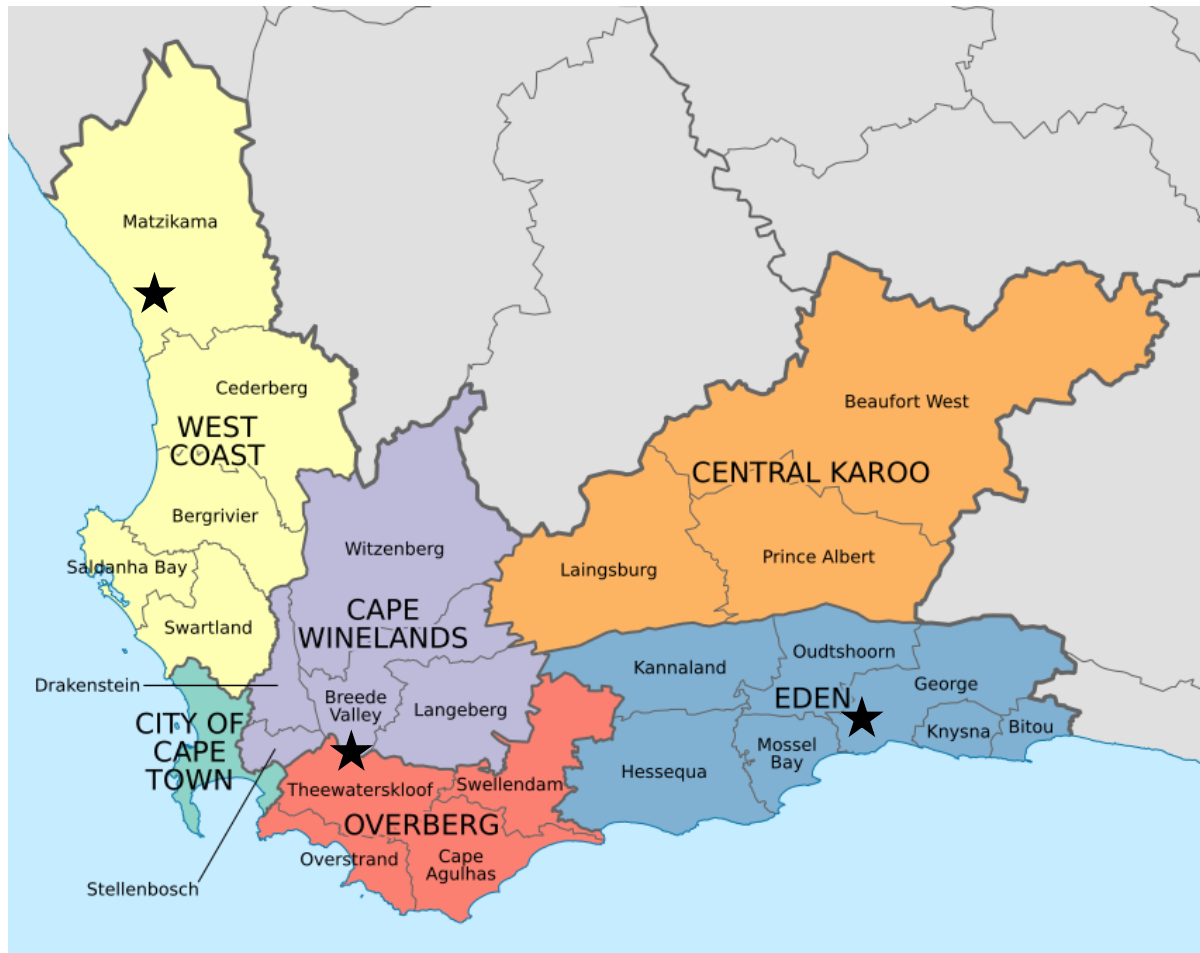 Matzikama
Cederberg
WEST
COAST
Bergrivier
Saldanha Bay
Swartland
Witzenberg
CAPE
WINELANDS
Drakenstein
Breede
Valley
Langeberg
CITY OF
CAPE
TOWN
Stellenbosch
Theewaterskloof
Swellendam
OVERBERG
Overstrand
Cape
Agulhas
Beaufort West
CENTRAL KAROO
Laingsburg
Prince Albert
Kannaland
Oudtshoorn
EDEN
George
Hessequa
Mossel
Bay
Knysna
Bitou